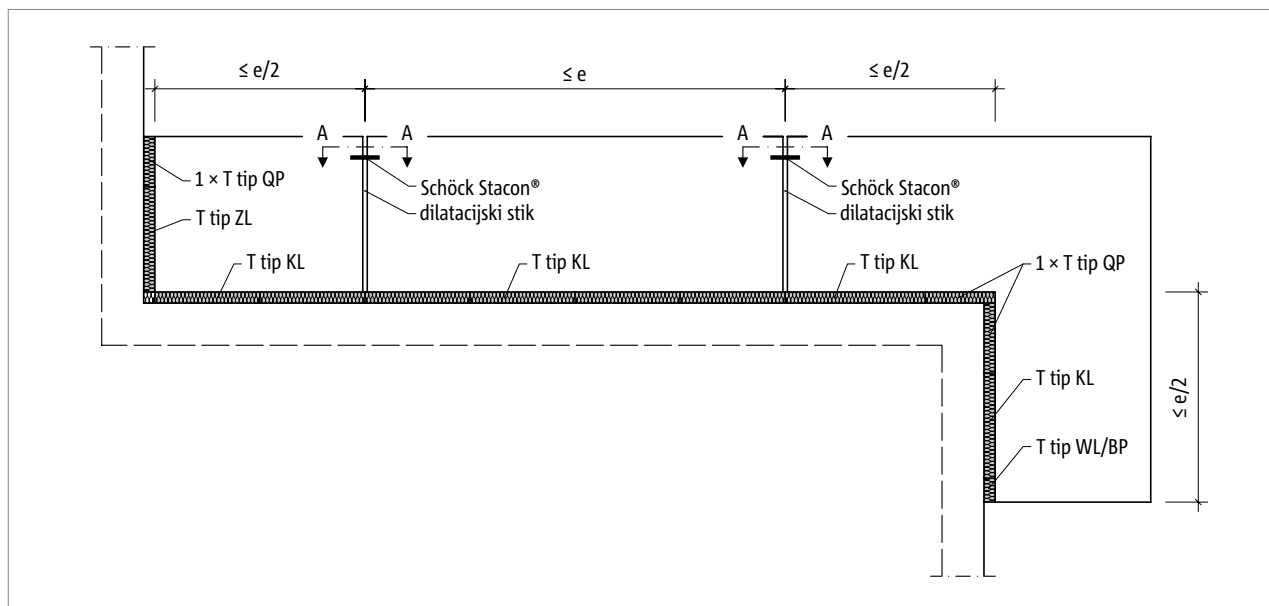 ≤ e/2
≤ e
≤ e/2
A
A
A
A
1 × T tip QP
Schöck Stacon®
dilatacijski stik
Schöck Stacon®
dilatacijski stik
T tip ZL
T tip KL
T tip KL
T tip KL
1 × T tip QP
T tip KL
≤ e/2
T tip WL/BP